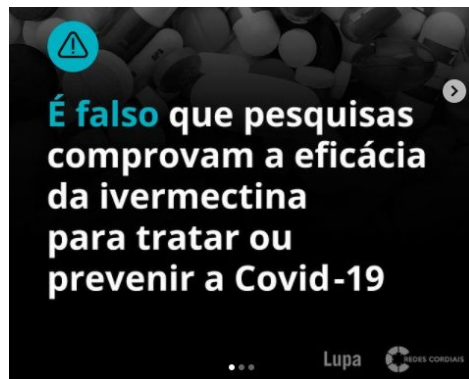 É falso que pesquisas
comprovam a eficácia
da ivermectina
para tratar ou
prevenir a Covid-19
Lupa
REDES CORDIAIS